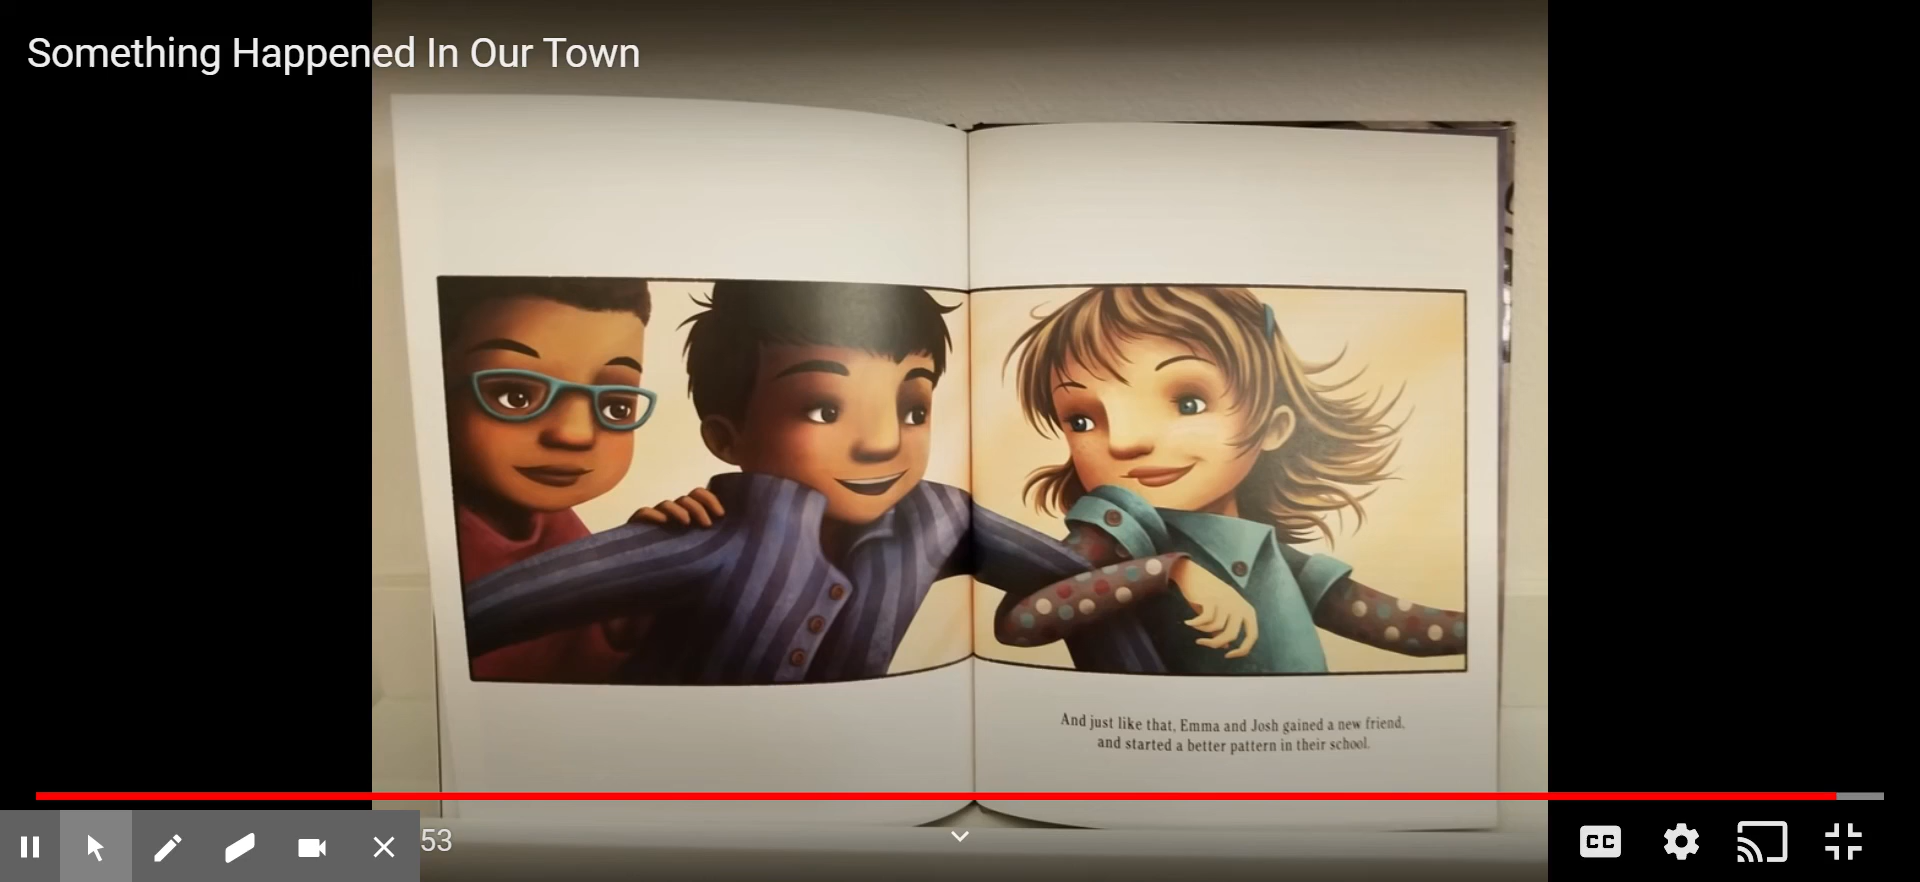 Something Happened In Our Town
And just like that, Emma and Josh gained a new friend,
and started a better pattern in their school.
53
CC